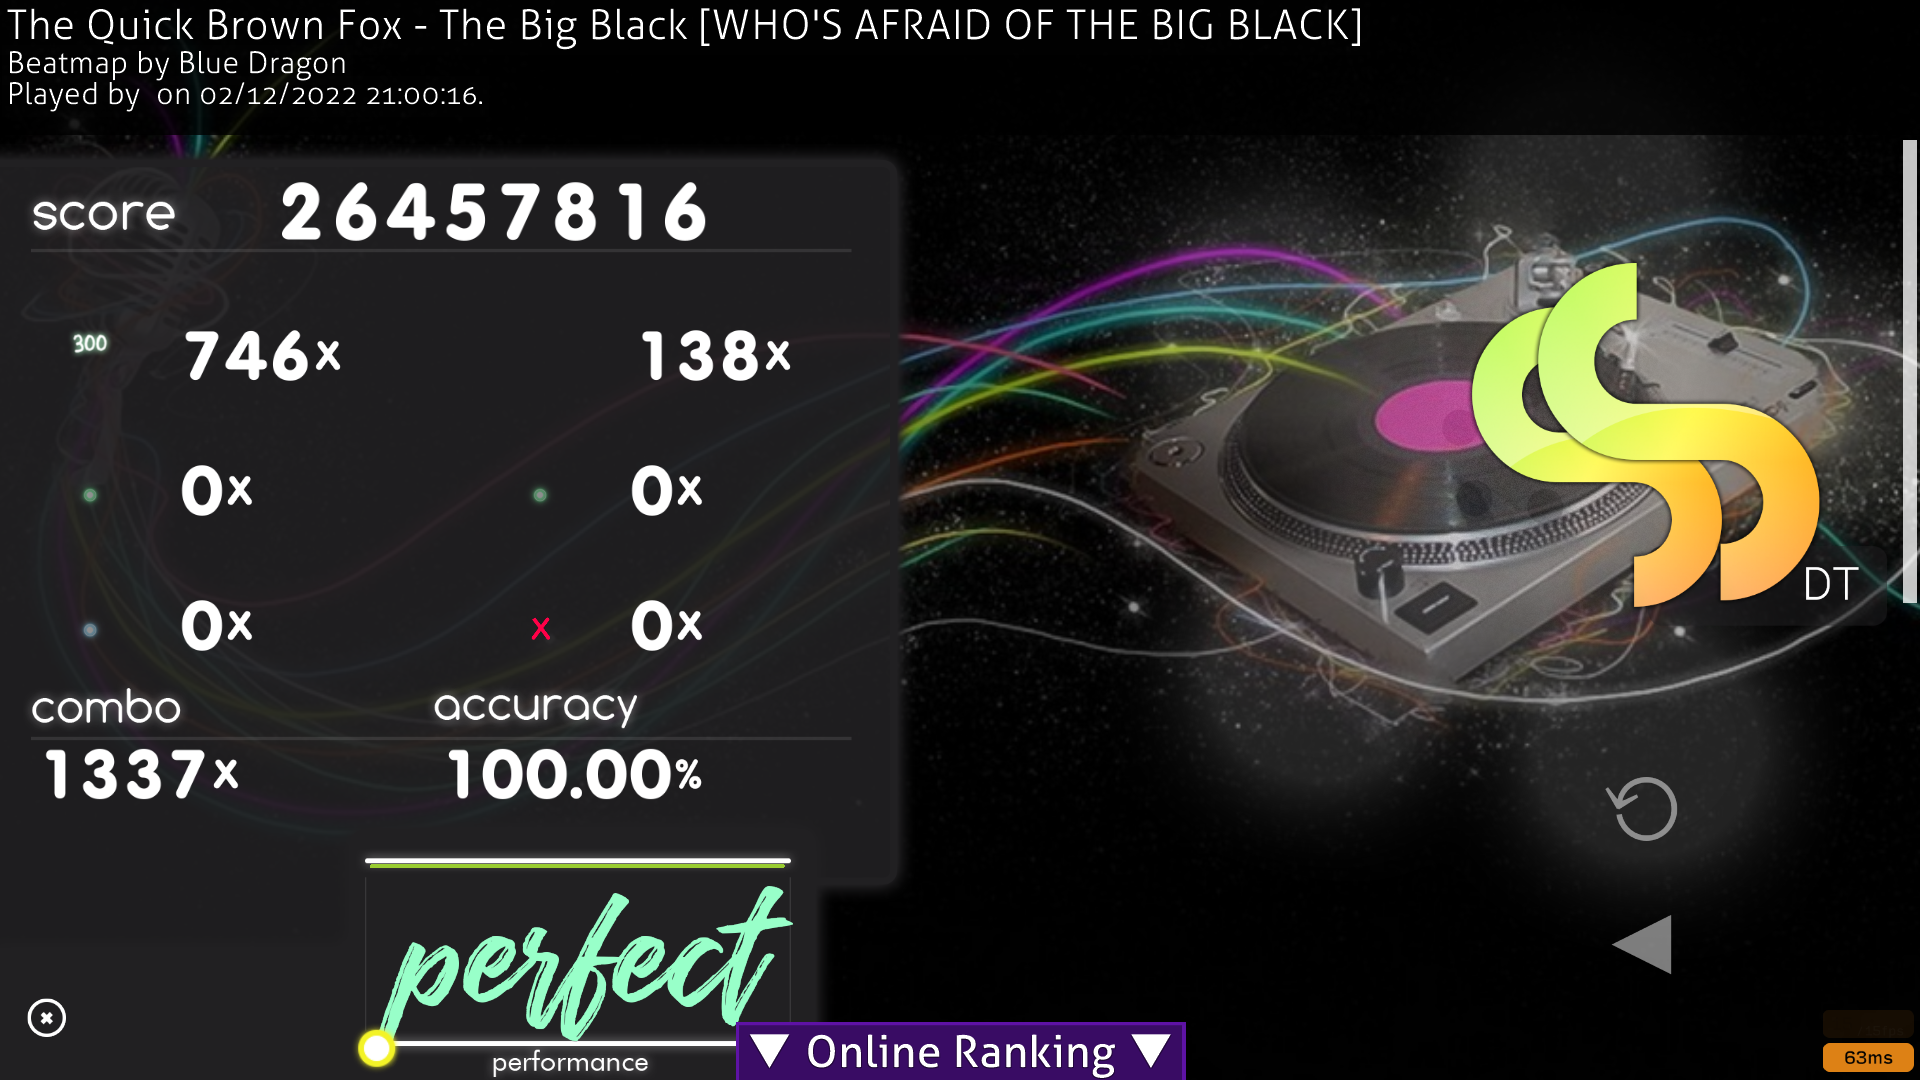 The Quick Brown Fox - The Big Black [WHO'S AFRAID OF THE BIG BLACK]
Beatmap by Blue Dragon
Played by  on 02/12/2022 21:00:16.
score 26457816
300 746x 138x
0x 0x
0x X 0x
combo accuracy
1337x 100.00%
SS
DT
perfect
performance
▼ Online Ranking ▼
63ms